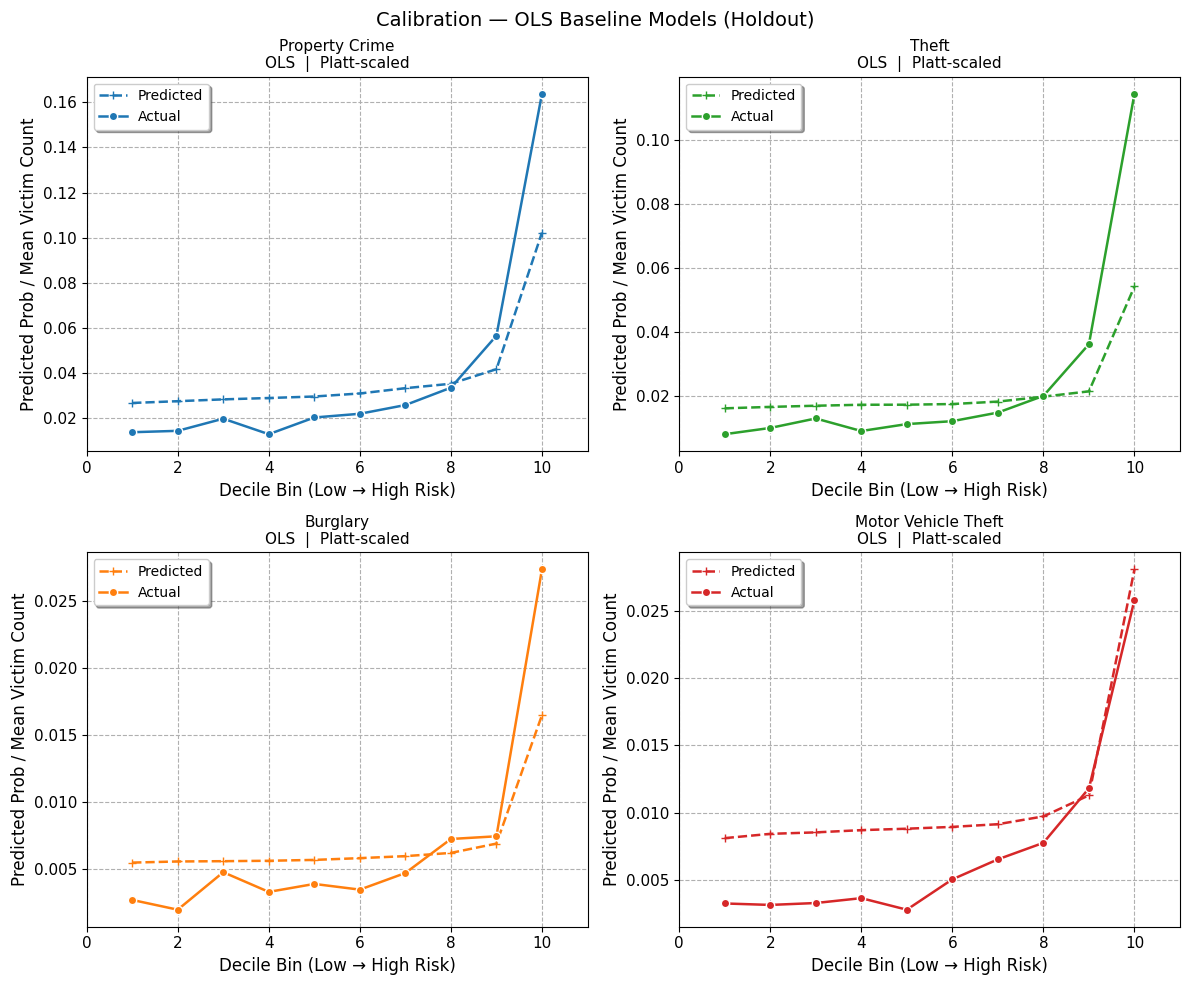 Calibration — OLS Baseline Models (Holdout)
Property Crime
OLS | Platt-scaled
Predicted
Actual
0.16
0.14
0.12
0.10
0.08
0.06
0.04
0.02
Predicted Prob / Mean Victim Count
0 2 4 6 8 10
Decile Bin (Low → High Risk)
Theft
OLS | Platt-scaled
Predicted
Actual
0.10
0.08
0.06
0.04
0.02
Predicted Prob / Mean Victim Count
0 2 4 6 8 10
Decile Bin (Low → High Risk)
Burglary
OLS | Platt-scaled
Predicted
Actual
0.025
0.020
0.015
0.010
0.005
Predicted Prob / Mean Victim Count
0 2 4 6 8 10
Decile Bin (Low → High Risk)
Motor Vehicle Theft
OLS | Platt-scaled
Predicted
Actual
0.025
0.020
0.015
0.010
0.005
Predicted Prob / Mean Victim Count
0 2 4 6 8 10
Decile Bin (Low → High Risk)